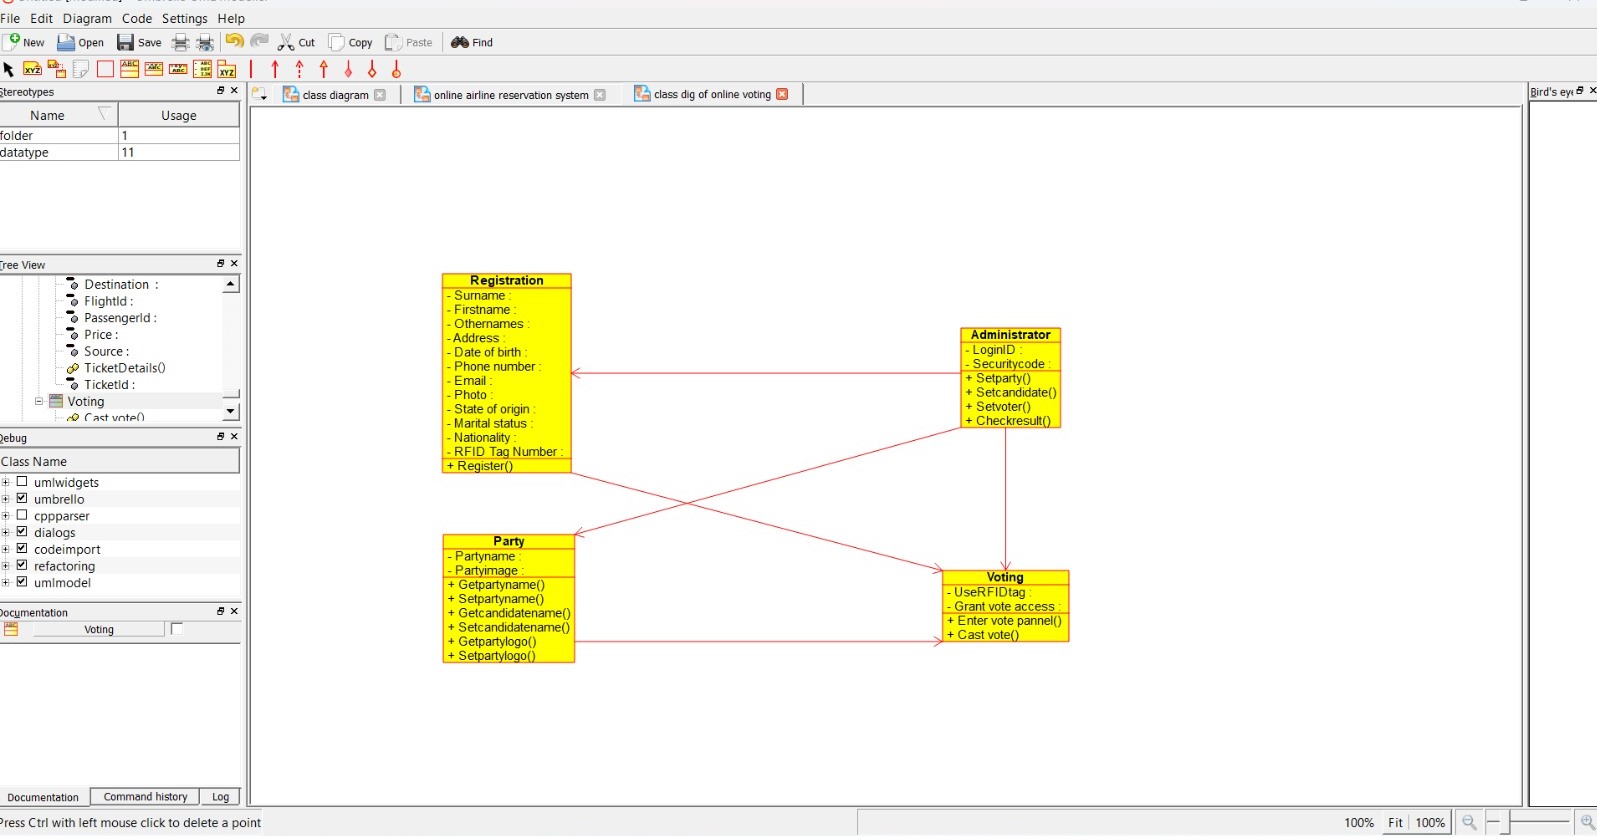 File Edit Diagram Code Settings Help
New Open Save Cut Copy Paste Find
Stereotypes
Name Usage
folder 1
datatype 11
Tree View
Destination :
FlightId :
PassengerId :
Price :
Source :
TicketDetails()
TicketId :
Voting
Cast vote()
Debug
Class Name
umlwidgets
umbrello
cppparser
dialogs
codeimport
refactoring
umlmodel
Documentation
Voting
Documentation Command history Log
Press Ctrl with left mouse click to delete a point
class diagram online airline reservation system class dig of online voting
Registration
- Surname :
- Firstname :
- Othernames :
- Address :
- Date of birth :
- Phone number :
- Email :
- Photo :
- State of origin :
- Marital status :
- Nationality :
- RFID Tag Number :
+ Register()
Administrator
- LoginID :
- Securitycode :
+ Setparty()
+ Setcandidate()
+ Setvoter()
+ Checkresult()
Party
- Partyname :
- Partyimage :
+ Getpartyname()
+ Setpartyname()
+ Getcandidatename()
+ Setcandidatename()
+ Getpartylogo()
+ Setpartylogo()
Voting
- UseRFIDtag :
- Grant vote access :
+ Enter vote pannel()
+ Cast vote()
Bird's eye
100% Fit 100%